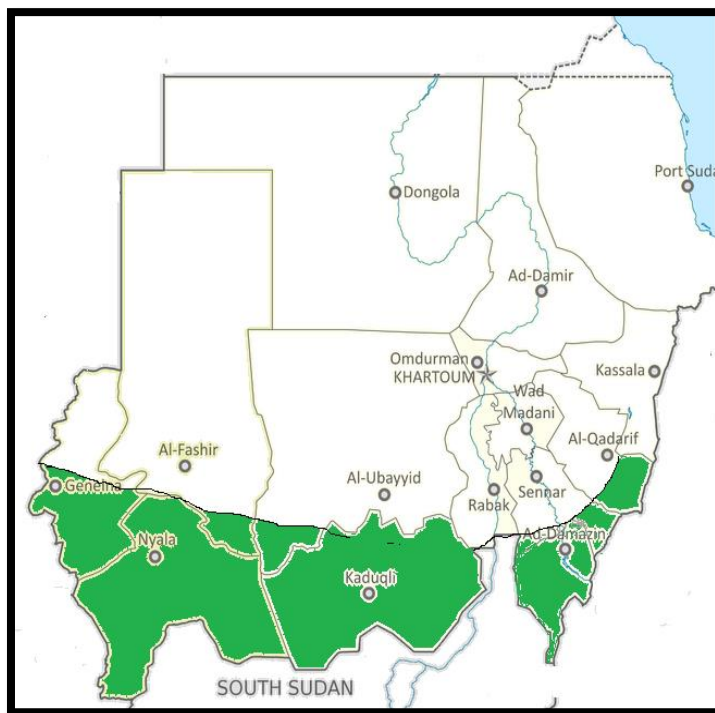 Dongola
Port Suda
Ad-Damir
Omdurman
KHARTOUM
Kassala
Wad
Madani
Al-Fashir
Al-Qadarif
Al-Ubayyid
Geneina
Rabak
Sennar
Nyala
Ad-Damazin
Kaduqli
SOUTH SUDAN